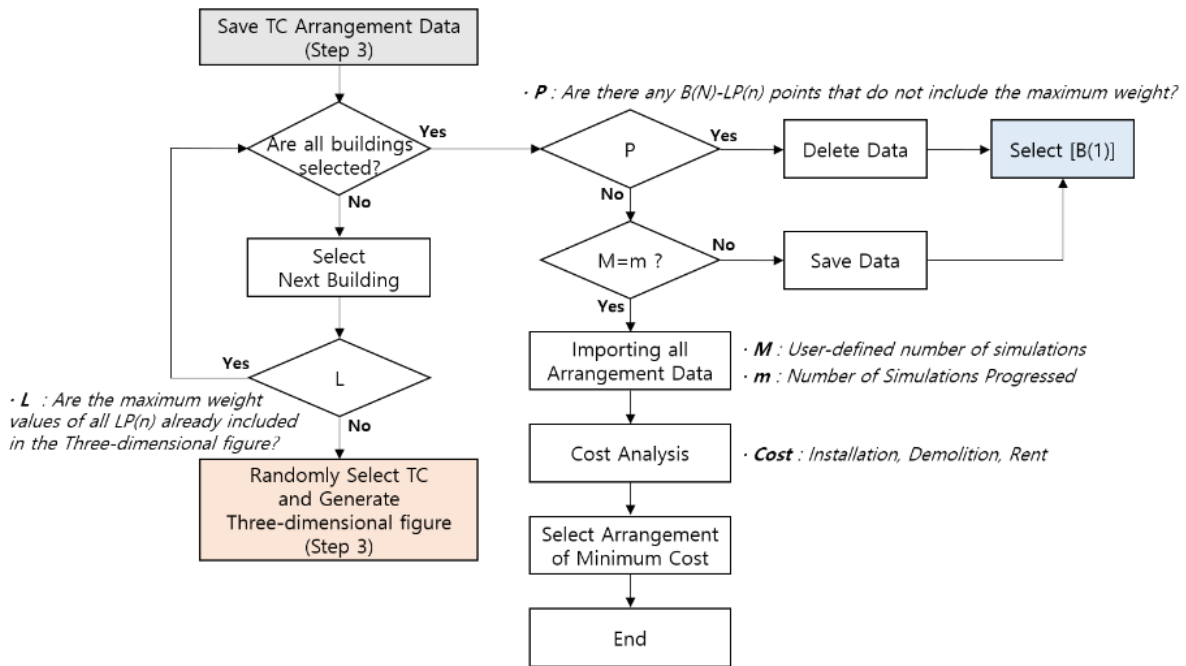 Save TC Arrangement Data
(Step 3)
· P : Are there any B(N)-LP(n) points that do not include the maximum weight?
Are all buildings
selected?
Yes
P
Yes
Delete Data
Select [B(1)]
No
No
Select
Next Building
M=m ?
No
Save Data
Yes
Yes
L
Importing all
Arrangement Data
· M : User-defined number of simulations
· m : Number of Simulations Progressed
· L : Are the maximum weight
values of all LP(n) already included
in the Three-dimensional figure?
No
Cost Analysis
· Cost : Installation, Demolition, Rent
Randomly Select TC
and Generate
Three-dimensional figure
(Step 3)
Select Arrangement
of Minimum Cost
End